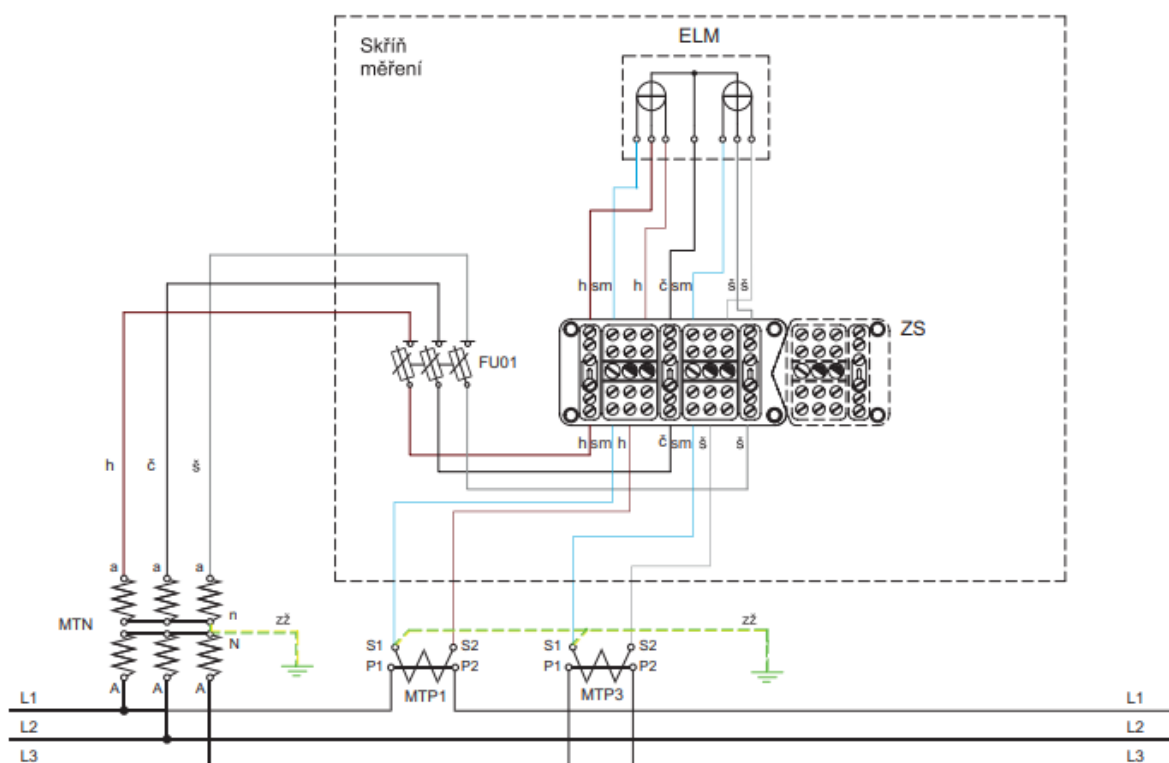 Skříň
měření
ELM
h sm h č sm š š
ZS
FU01
h č š
h sm h č sm š š
a a a
MTN
n
zž
N
A A A
S1 S2
P1 P2
MTP1
S1 S2
P1 P2
MTP3
zž
L1 L1
L2 L2
L3 L3